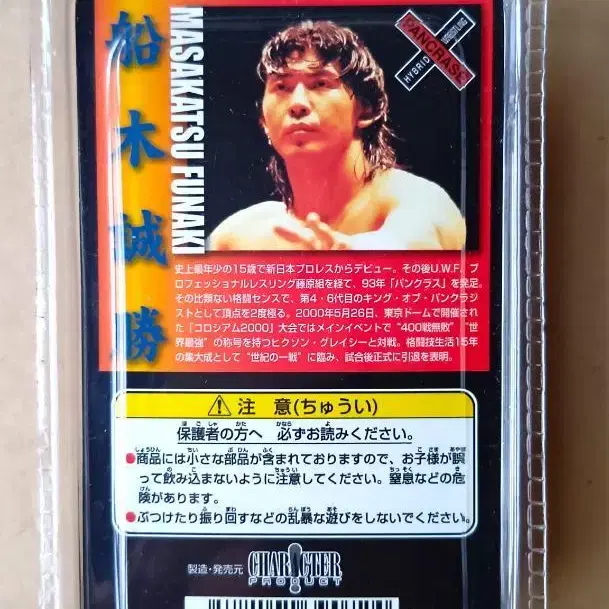 船木誠勝
MASAKATSU FUNAKI
PANCRASE
HYBRID WRESTLING
史上最年少の15歳で新日本プロレスからデビュー。その後U.W.F. プ
ロフェッショナルレスリング藤原組を経て、93年「パンクラス」を発足。
その比類ない格闘センスで、第4・6代目のキング・オブ・パンクラシ
ストとして頂点を2度極る。2000年5月26日、東京ドームで開催され
た「コロシアム2000」大会ではメインイベントで“400戦無敗”“世
界最強”の称号を持つヒクソン・グレイシーと対戦。格闘技生活15年
の集大成として“世紀の一戦”に臨み、試合後正式に引退を表明。
注 意(ちゅうい)
保護者の方へ 必ずお読みください。
●商品には小さな部品が含まれておりますので、お子様が誤
って飲み込まないように注意してください。窒息などの危
険があります。
●ぶつけたり振り回すなどの乱暴な遊びをしないでください。
製造・発売元 CHARACTER
PRODUCT